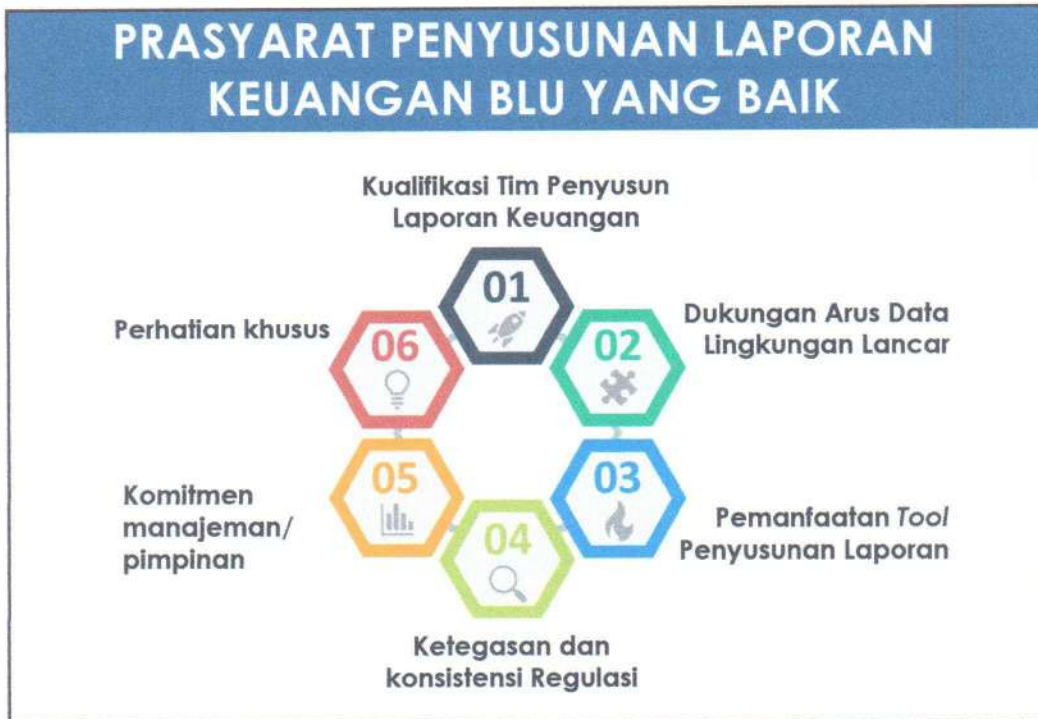 PRASYARAT PENYUSUNAN LAPORAN
KEUANGAN BLU YANG BAIK
Kualifikasi Tim Penyusun
Laporan Keuangan
01
Dukungan Arus Data
Lingkungan Lancar
02
Pemanfaatan Tool
Penyusunan Laporan
03
Ketegasan dan
konsistensi Regulasi
04
Komitmen
manajeman/
pimpinan
05
Perhatian khusus
06